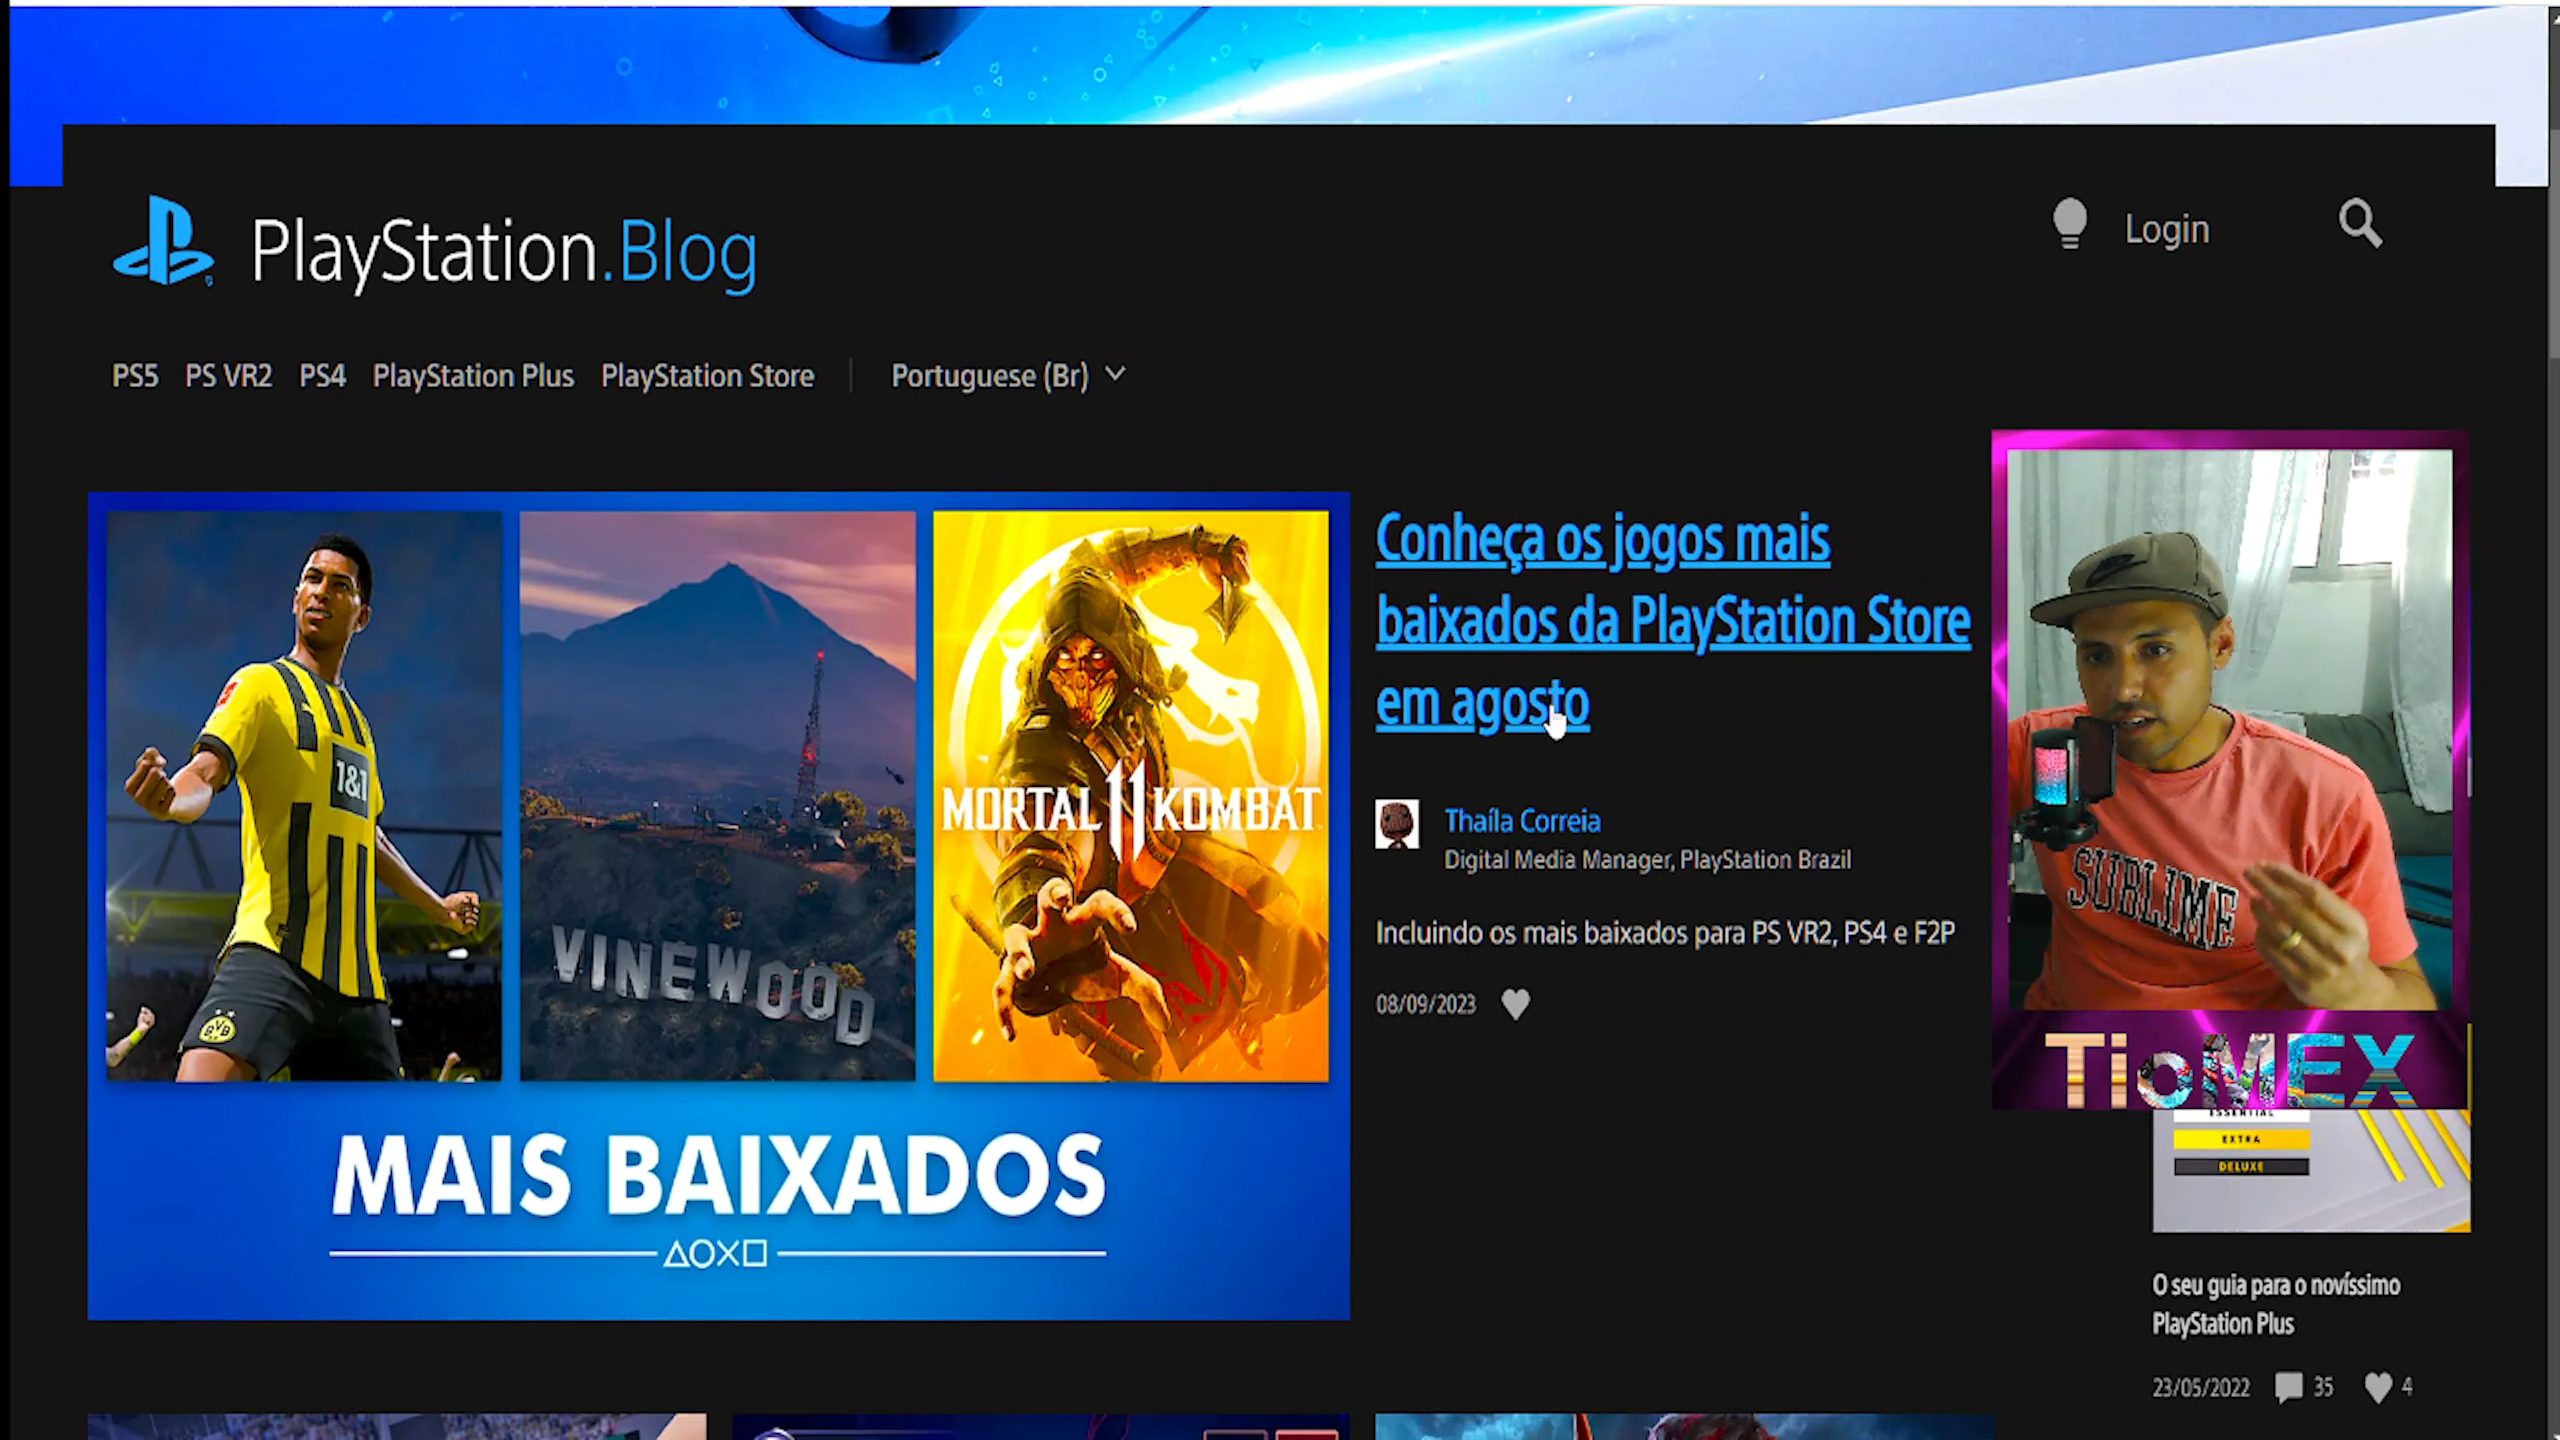 PlayStation.Blog
Login
PS5 PS VR2 PS4 PlayStation Plus PlayStation Store Portuguese (Br)
1&1
BVB
VINEWOOD
MORTAL 11 KOMBAT
MAIS BAIXADOS
Conheça os jogos mais
baixados da PlayStation Store
em agosto
Thaíla Correia
Digital Media Manager, PlayStation Brazil
Incluindo os mais baixados para PS VR2, PS4 e F2P
08/09/2023
SUBLIME
TioMEX
ESSENTIAL
EXTRA
DELUXE
O seu guia para o novíssimo
PlayStation Plus
23/05/2022 35 4